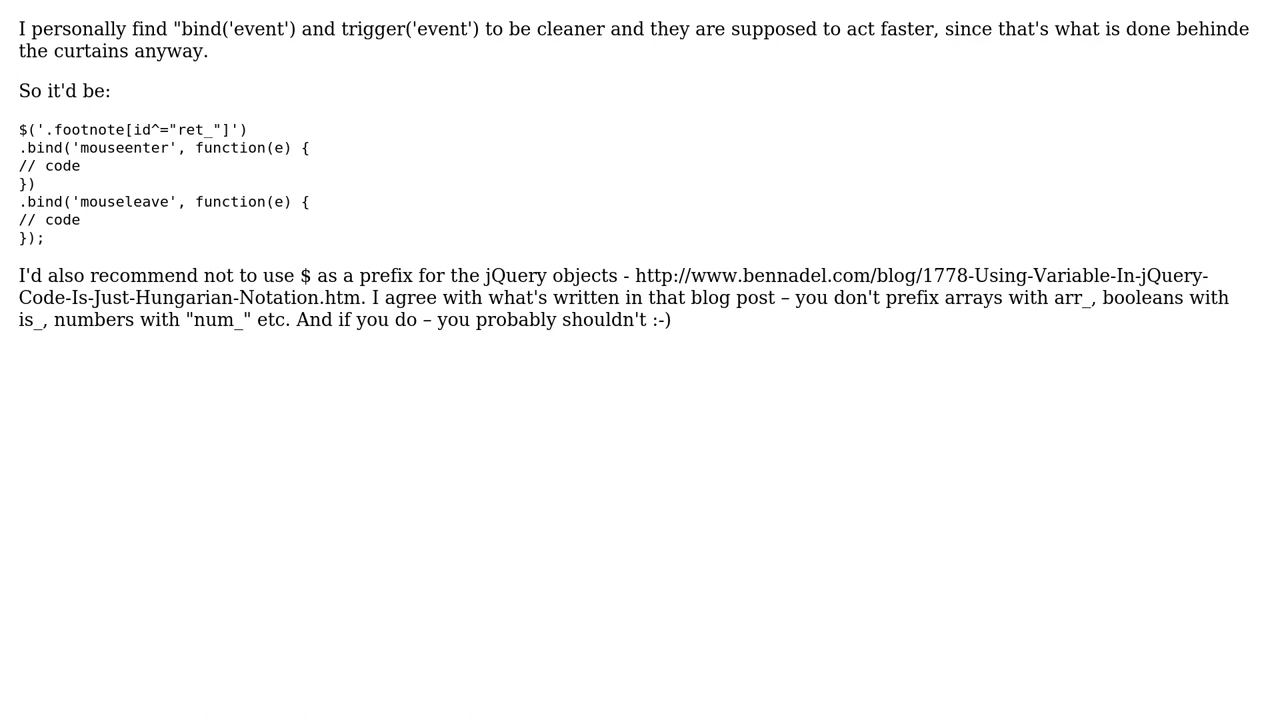 I personally find "bind('event') and trigger('event') to be cleaner and they are supposed to act faster, since that's what is done behinde
the curtains anyway.
So it'd be:
$('.footnote[id^="ret_"]')
.bind('mouseenter', function(e) {
// code
})
.bind('mouseleave', function(e) {
// code
});
I'd also recommend not to use $ as a prefix for the jQuery objects - http://www.bennadel.com/blog/1778-Using-Variable-In-jQuery-
Code-Is-Just-Hungarian-Notation.htm. I agree with what's written in that blog post – you don't prefix arrays with arr_, booleans with
is_, numbers with "num_" etc. And if you do – you probably shouldn't :-)